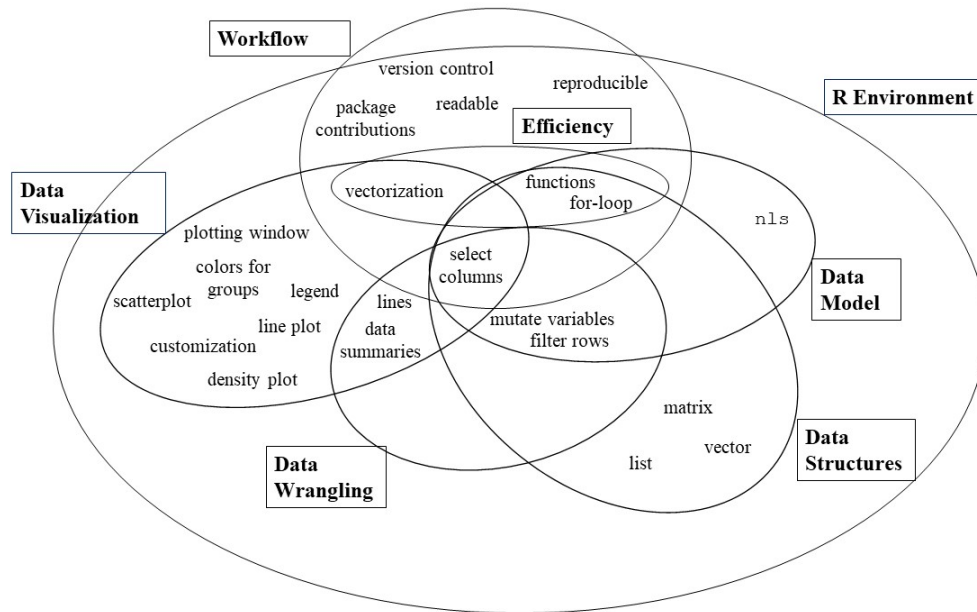 Workflow
version control
reproducible
package
contributions
readable
R Environment
Efficiency
Data
Visualization
vectorization
functions
for-loop
nls
plotting window
select
columns
colors for
groups
scatterplot
legend
lines
Data
Model
line plot
customization
data
summaries
mutate variables
filter rows
density plot
matrix
vector
list
Data
Wrangling
Data
Structures